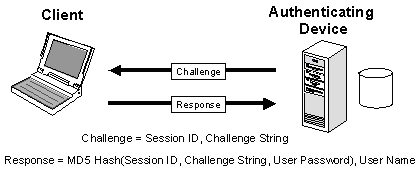 Client
Authenticating
Device
Challenge
Response
Challenge = Session ID, Challenge String
Response = MD5 Hash(Session ID, Challenge String, User Password), User Name